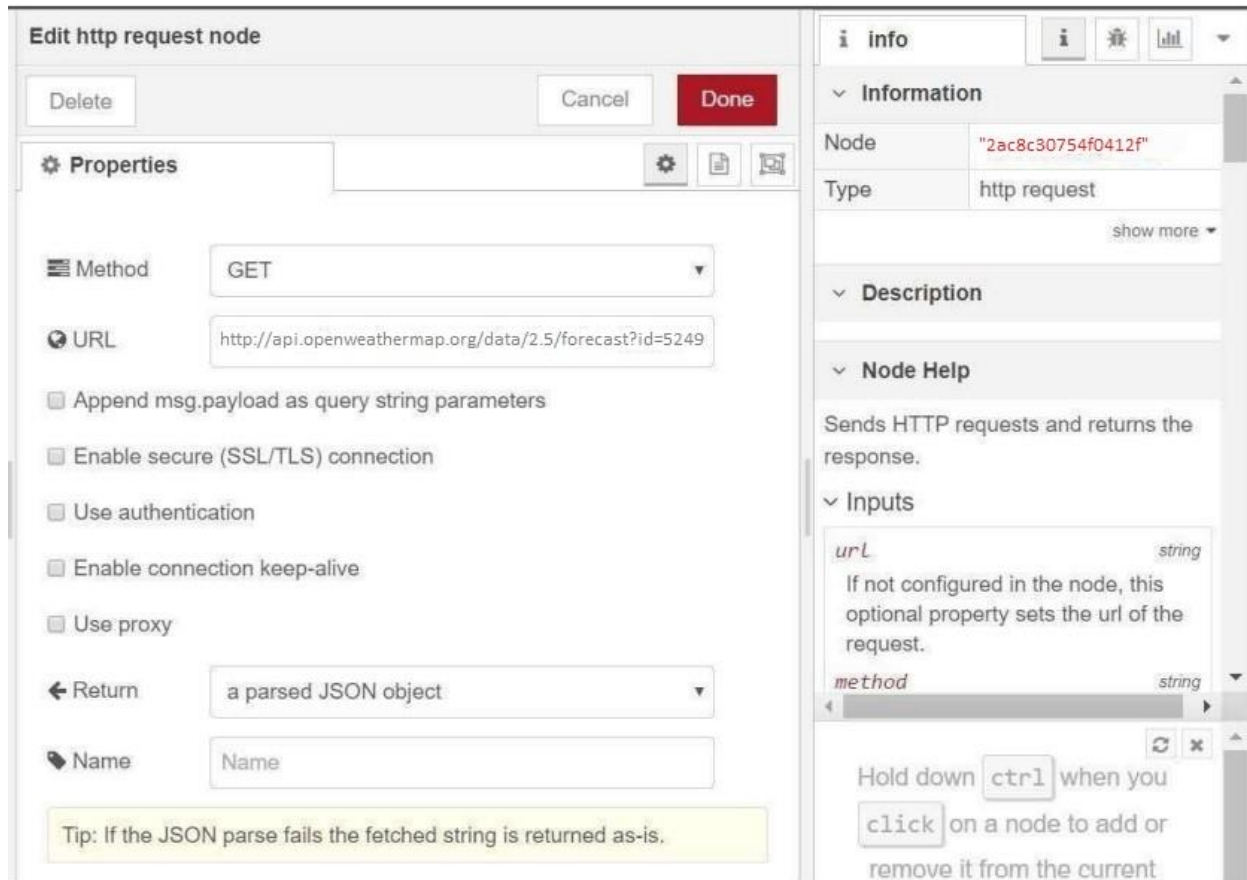 Edit http request node
Delete
Cancel
Done
Properties
Method
GET
URL
http://api.openweathermap.org/data/2.5/forecast?id=5249
Append msg.payload as query string parameters
Enable secure (SSL/TLS) connection
Use authentication
Enable connection keep-alive
Use proxy
Return
a parsed JSON object
Name
Name
Tip: If the JSON parse fails the fetched string is returned as-is.
i info
i
Information
Node
"2ac8c30754f0412f"
Type
http request
show more
Description
Node Help
Sends HTTP requests and returns the
response.
Inputs
url
string
If not configured in the node, this
optional property sets the url of the
request.
method
string
Hold down ctrl when you
click on a node to add or
remove it from the current